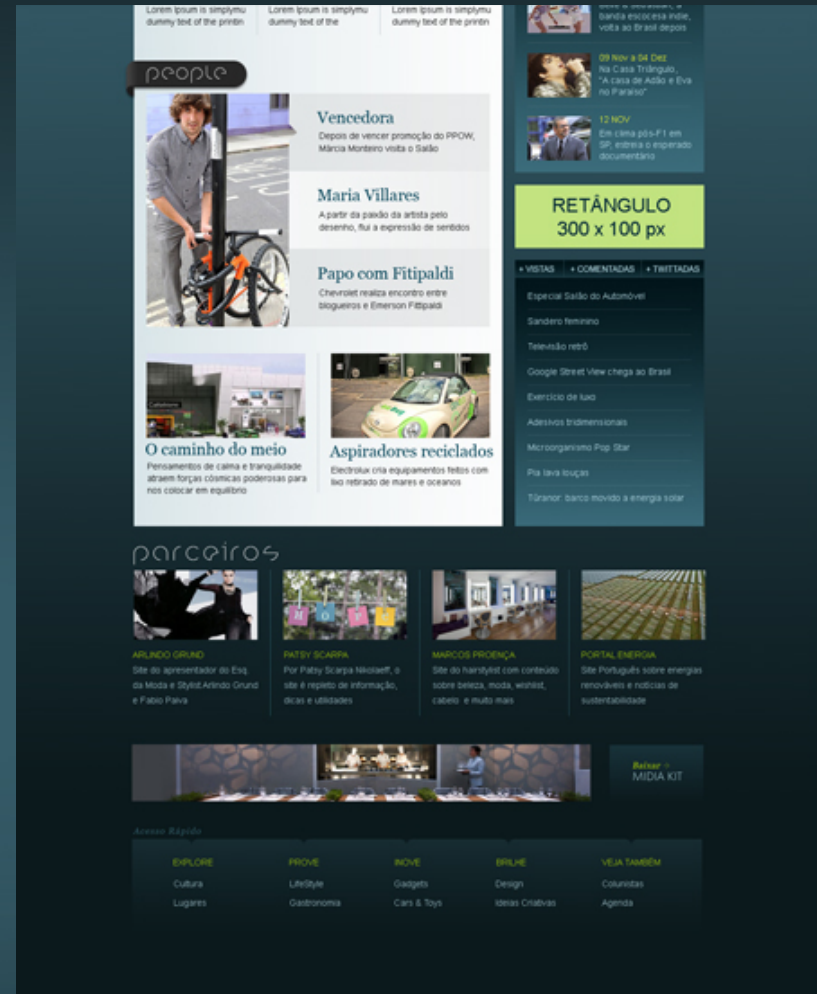 Lorem Ipsum is simplymu
dummy text of the printin
Lorem Ipsum is simplymu
dummy text of the
Lorem Ipsum is simplymu
dummy text of the printin
people
Vencedora
Depois de vencer promoção do PPOW,
Márcia Monteiro visita o Salão
Maria Villares
A partir da paixão da artista pelo
desenho, flui a expressão de sentidos
Papo com Fitipaldi
Chevrolet realiza encontro entre
blogueiros e Emerson Fittipaldi
O caminho do meio
Pensamentos de calma e tranquilidade
atraem forças cósmicas poderosas para
nos colocar em equilíbrio
Aspiradores reciclados
Electrolux cria equipamentos feitos com
lixo retirado de mares e oceanos
Belle & Sebastian, a
banda escocesa indie,
volta ao Brasil depois
09 Nov a 04 Dez
Na Casa Triângulo,
"A casa de Adão e Eva
no Paraíso"
12 NOV
Em clima pós-F1 em
SP, estreia o esperado
documentário
RETÂNGULO
300 x 100 px
+ VISTAS
+ COMENTADAS
+ TWITTADAS
Especial Salão do Automóvel
Sandero feminino
Televisão retrô
Google Street View chega ao Brasil
Exercício de luxo
Adesivos tridimensionais
Microorganismo Pop Star
Pia lava louças
Tûranor: barco movido a energia solar
parceiros
ARLINDO GRUND
Site do apresentador do Esq.
da Moda e Stylist Arlindo Grund
e Fabio Paiva
PATSY SCARPA
Por Patsy Scarpa Nikolaeff, o
site é repleto de informação,
dicas e utilidades
MARCOS PROENÇA
Site do hairstylist com conteúdo
sobre beleza, moda, wishlist,
cabelo e muito mais
PORTAL ENERGIA
Site Português sobre energias
renováveis e notícias de
sustentabilidade
Baixar +
MIDIA KIT
Acesso Rápido
EXPLORE
Cultura
Lugares
PROVE
LifeStyle
Gastronomia
INOVE
Gadgets
Cars & Toys
BRILHE
Design
Ideias Criativas
VEJA TAMBÉM
Colunistas
Agenda